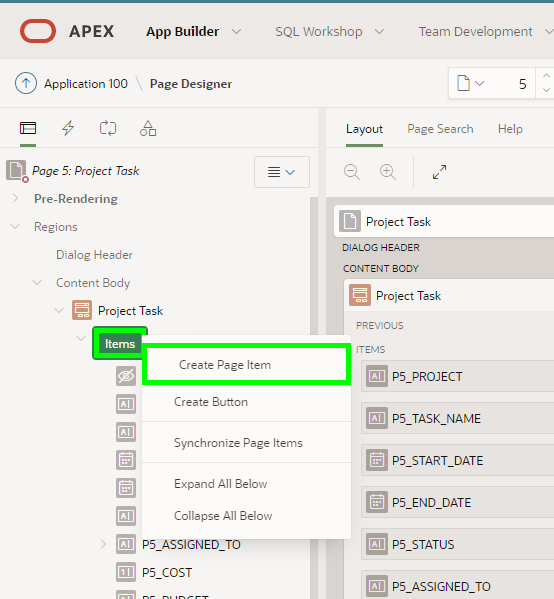 APEX App Builder SQL Workshop Team Development
Application 100 \ Page Designer 5
Layout Page Search Help
Page 5: Project Task
Pre-Rendering
Regions
Dialog Header
Content Body
Project Task
Items
Create Page Item
Create Button
Synchronize Page Items
Expand All Below
Collapse All Below
P5_ASSIGNED_TO
P5_COST
P5_BUDGET
Project Task
DIALOG HEADER
CONTENT BODY
Project Task
PREVIOUS
ITEMS
P5_PROJECT
P5_TASK_NAME
P5_START_DATE
P5_END_DATE
P5_STATUS
P5_ASSIGNED_TO